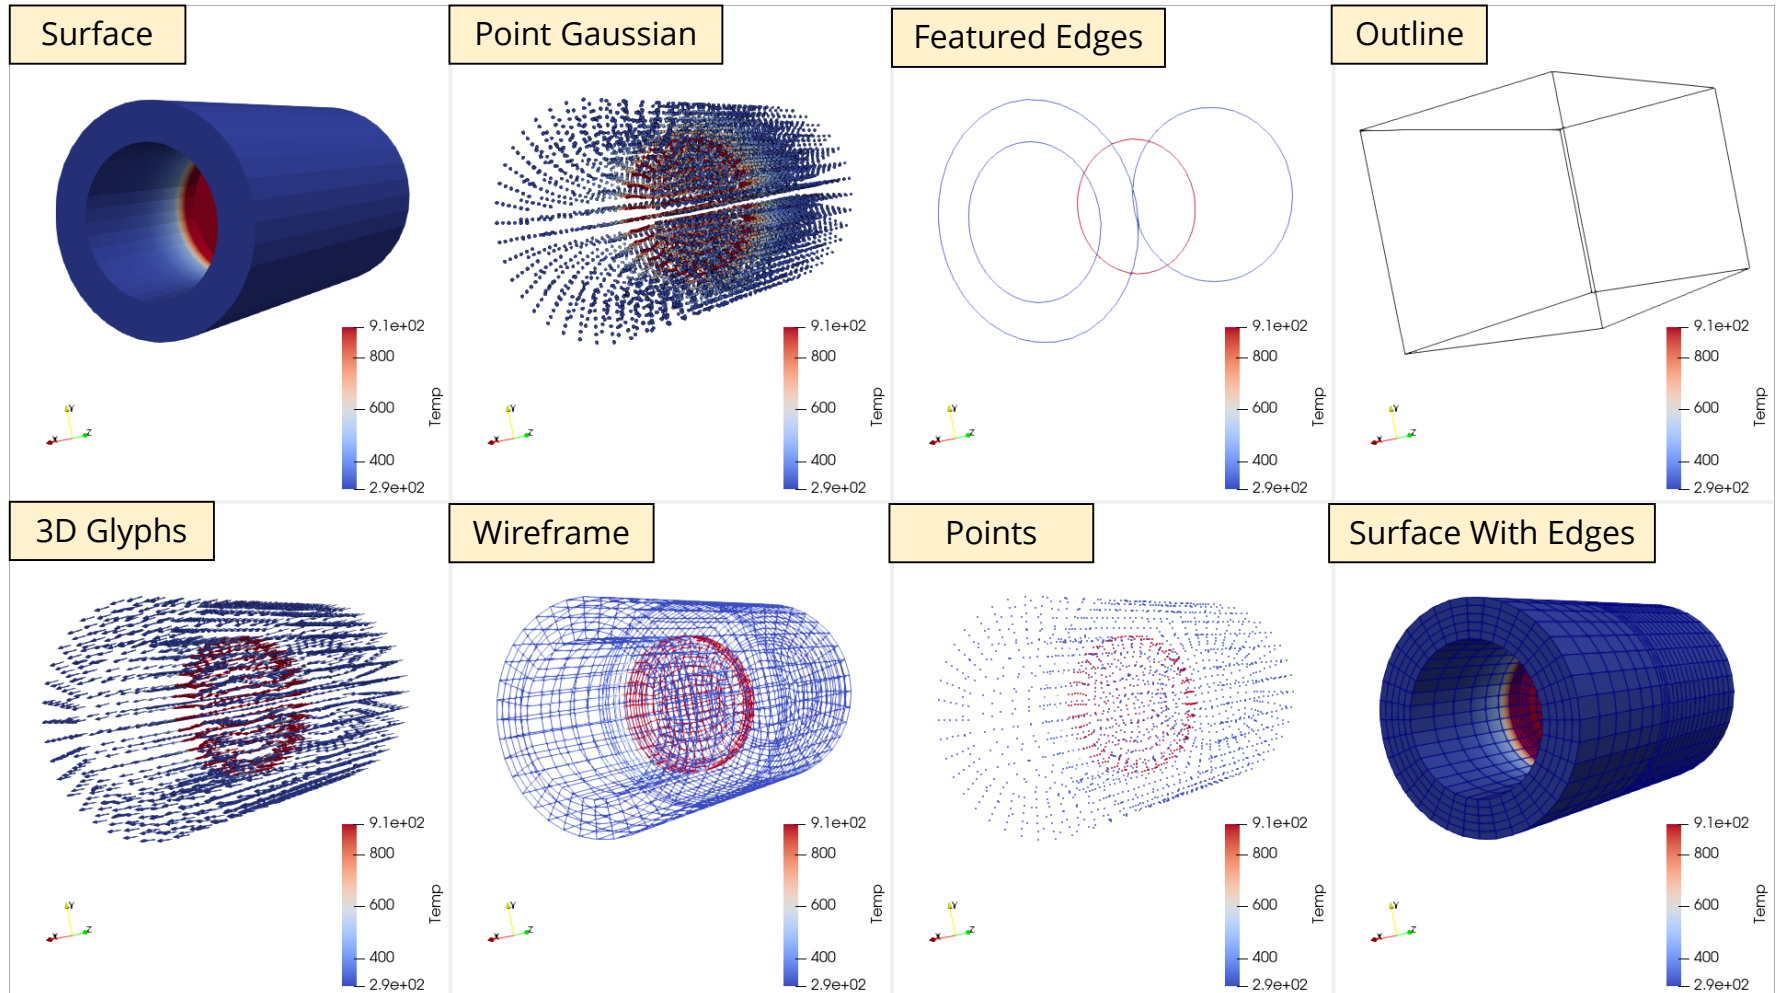 Surface
9.1e+02
800
600
400
2.9e+02
Temp
Y
X
Z
Point Gaussian
9.1e+02
800
600
400
2.9e+02
Temp
Y
X
Z
Featured Edges
9.1e+02
800
600
400
2.9e+02
Temp
Y
X
Z
Outline
9.1e+02
800
600
400
2.9e+02
Temp
Y
X
Z
3D Glyphs
9.1e+02
800
600
400
2.9e+02
Temp
Y
X
Z
Wireframe
9.1e+02
800
600
400
2.9e+02
Temp
Y
X
Z
Points
9.1e+02
800
600
400
2.9e+02
Temp
Y
X
Z
Surface With Edges
9.1e+02
800
600
400
2.9e+02
Temp
Y
X
Z